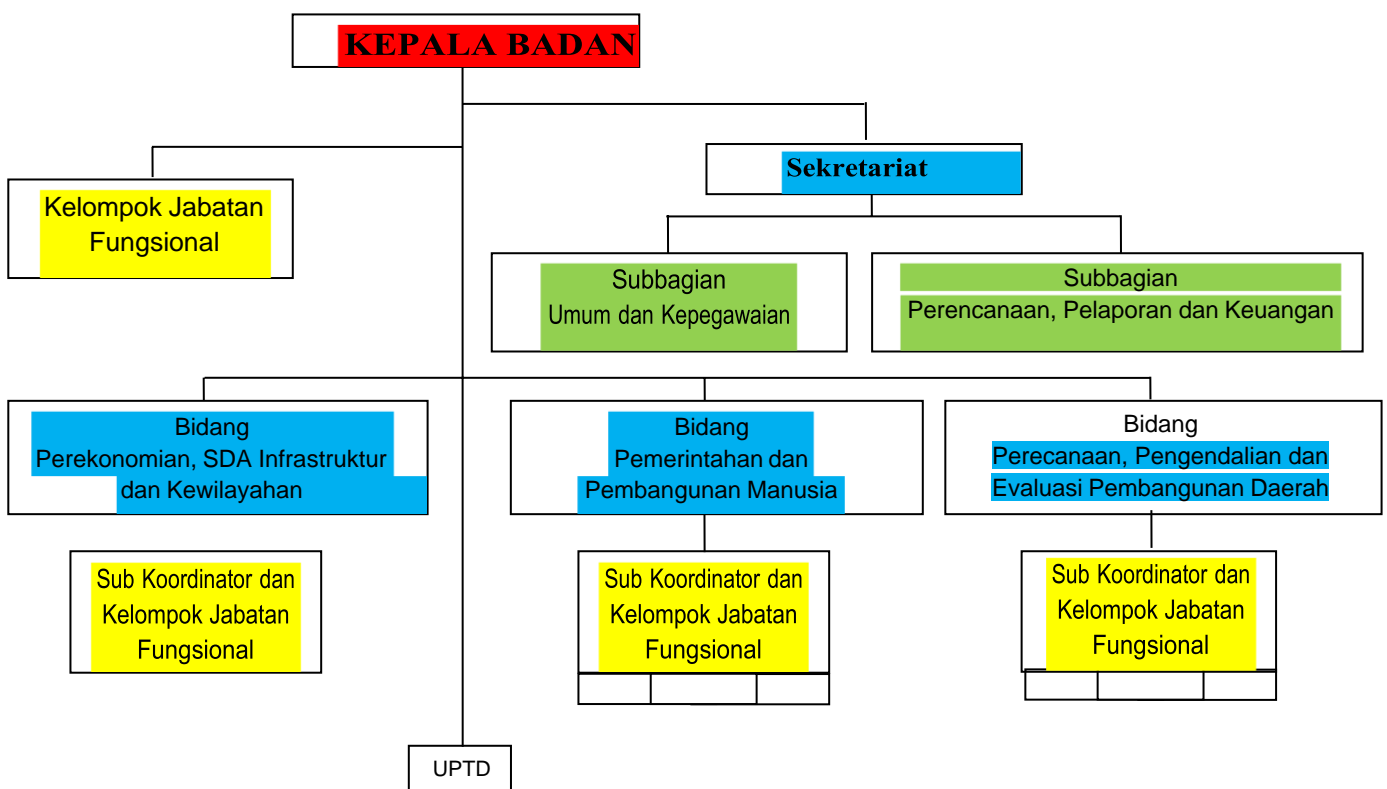 KEPALA BADAN
Sekretariat
Kelompok Jabatan
Fungsional
Subbagian
Umum dan Kepegawaian
Subbagian
Perencanaan, Pelaporan dan Keuangan
Bidang
Perekonomian, SDA Infrastruktur
dan Kewilayahan
Bidang
Pemerintahan dan
Pembangunan Manusia
Bidang
Perecanaan, Pengendalian dan
Evaluasi Pembangunan Daerah
Sub Koordinator dan
Kelompok Jabatan
Fungsional
Sub Koordinator dan
Kelompok Jabatan
Fungsional
Sub Koordinator dan
Kelompok Jabatan
Fungsional
UPTD